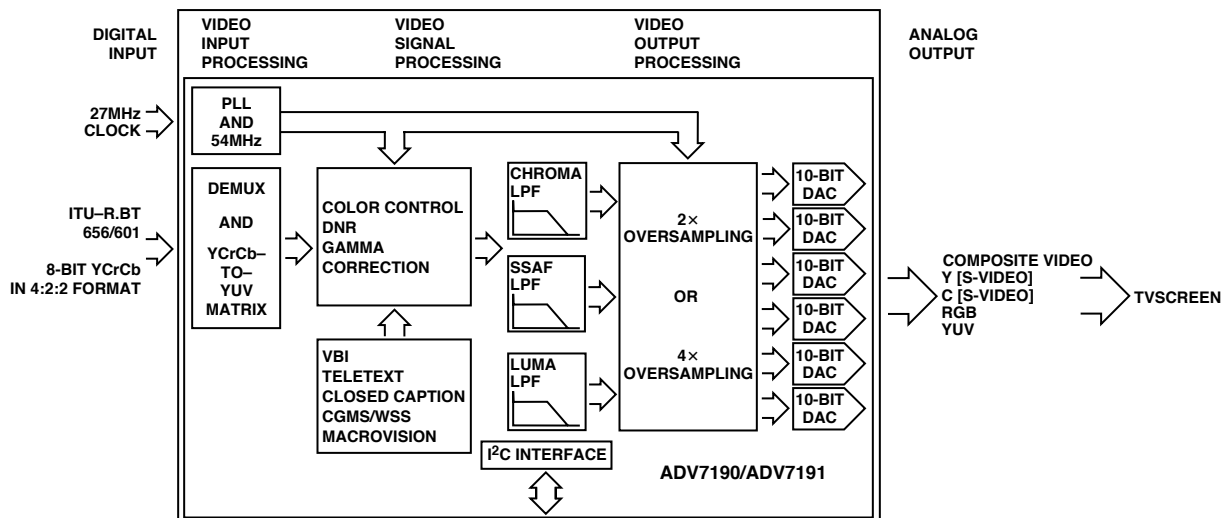 DIGITAL
INPUT
VIDEO
INPUT
PROCESSING
VIDEO
SIGNAL
PROCESSING
VIDEO
OUTPUT
PROCESSING
ANALOG
OUTPUT
27MHz
CLOCK
PLL
AND
54MHz
ITU–R.BT
656/601
8-BIT YCrCb
IN 4:2:2 FORMAT
DEMUX
AND
YCrCb–
TO–
YUV
MATRIX
COLOR CONTROL
DNR
GAMMA
CORRECTION
VBI
TELETEXT
CLOSED CAPTION
CGMS/WSS
MACROVISION
CHROMA
LPF
SSAF
LPF
LUMA
LPF
I²C INTERFACE
2×
OVERSAMPLING
OR
4×
OVERSAMPLING
10-BIT
DAC
10-BIT
DAC
10-BIT
DAC
10-BIT
DAC
10-BIT
DAC
10-BIT
DAC
ADV7190/ADV7191
COMPOSITE VIDEO
Y [S-VIDEO]
C [S-VIDEO]
RGB
YUV
TVSCREEN